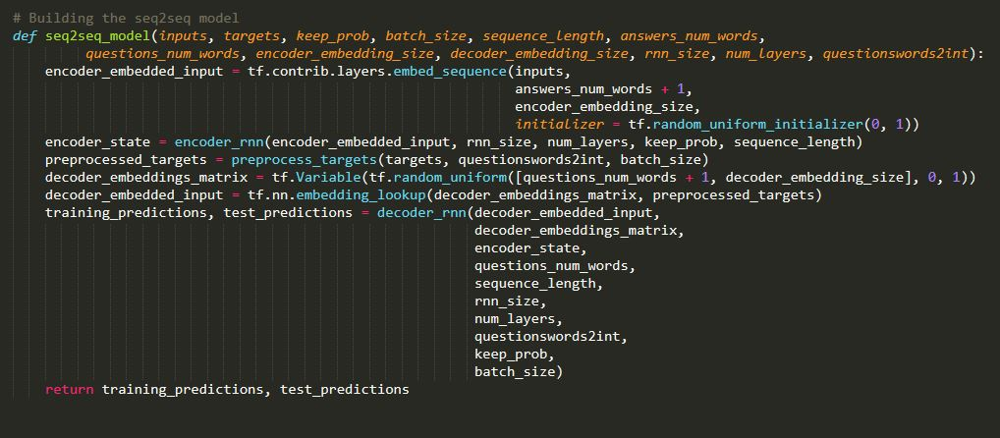 # Building the seq2seq model
def seq2seq_model(inputs, targets, keep_prob, batch_size, sequence_length, answers_num_words,
questions_num_words, encoder_embedding_size, decoder_embedding_size, rnn_size, num_layers, questionswords2int):
encoder_embedded_input = tf.contrib.layers.embed_sequence(inputs,
answers_num_words + 1,
encoder_embedding_size,
initializer = tf.random_uniform_initializer(0, 1))
encoder_state = encoder_rnn(encoder_embedded_input, rnn_size, num_layers, keep_prob, sequence_length)
preprocessed_targets = preprocess_targets(targets, questionswords2int, batch_size)
decoder_embeddings_matrix = tf.Variable(tf.random_uniform([questions_num_words + 1, decoder_embedding_size], 0, 1))
decoder_embedded_input = tf.nn.embedding_lookup(decoder_embeddings_matrix, preprocessed_targets)
training_predictions, test_predictions = decoder_rnn(decoder_embedded_input,
decoder_embeddings_matrix,
encoder_state,
questions_num_words,
sequence_length,
rnn_size,
num_layers,
questionswords2int,
keep_prob,
batch_size)
return training_predictions, test_predictions